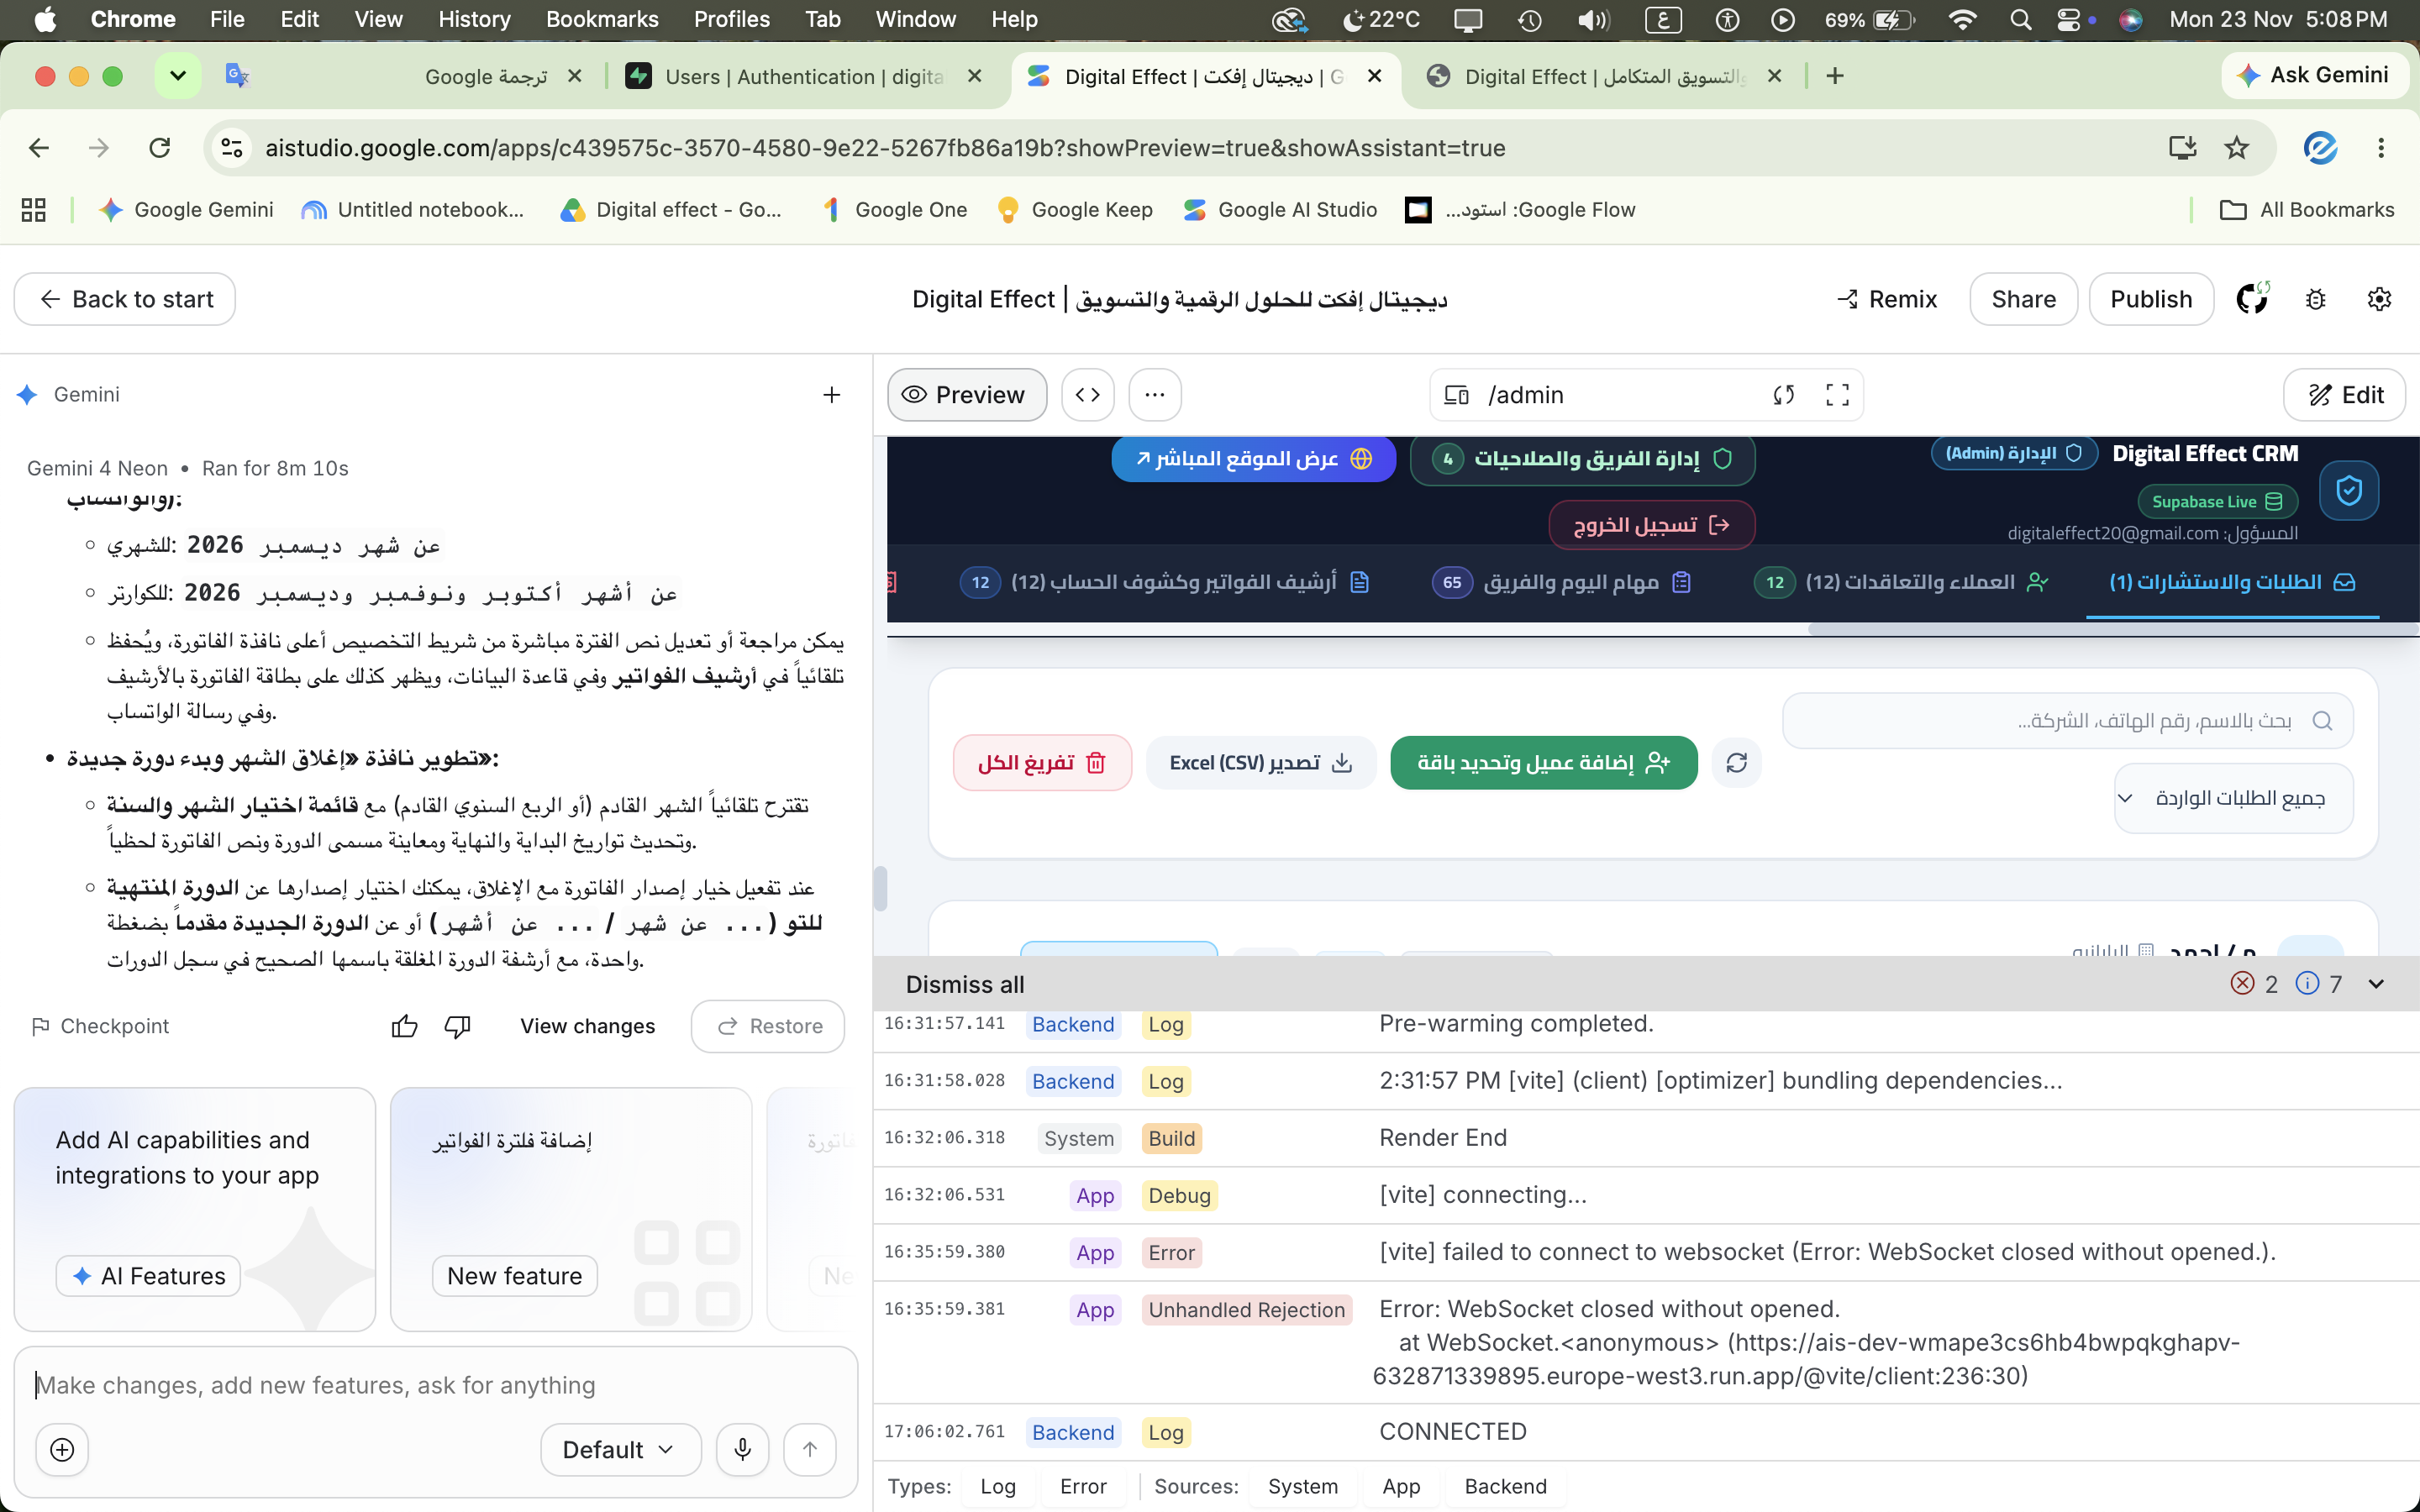 Chrome File Edit View History Bookmarks Profiles Tab Window Help 22°C ع 69% Mon 23 Nov 5:08 PM
ترجمة Google
Users | Authentication | digita
Digital Effect | ديجيتال إفكت | G
Digital Effect | والتسويق المتكامل
Ask Gemini
aistudio.google.com/apps/c439575c-3570-4580-9e22-5267fb86a19b?showPreview=true&showAssistant=true
Google Gemini
Untitled notebook...
Digital effect - Go...
Google One
Google Keep
Google AI Studio
Google Flow: استود...
All Bookmarks
Back to start
Digital Effect | ديجيتال إفكت للحلول الرقمية والتسويق
Remix
Share
Publish
Gemini
Preview
/admin
Edit
Gemini 4 Neon • Ran for 8m 10s
والواتساب):
للشهري: عن شهر ديسمبر 2026
للكوارتر: عن أشهر أكتوبر ونوفمبر وديسمبر 2026
يمكن مراجعة أو تعديل نص الفترة مباشرة من شريط التخصيص أعلى نافذة الفاتورة، ويُحفظ
تلقائياً في أرشيف الفواتير وفي قاعدة البيانات، ويظهر كذلك على بطاقة الفاتورة بالأرشيف
وفي رسالة الواتساب.
تطوير نافذة «إغلاق الشهر وبدء دورة جديدة»:
تقترح تلقائياً الشهر القادم (أو الربع السنوي القادم) مع قائمة اختيار الشهر والسنة
وتحديث تواريخ البداية والنهاية ومعاينة مسمى الدورة ونص الفاتورة لحظياً.
عند تفعيل خيار إصدار الفاتورة مع الإغلاق، يمكنك اختيار إصدارها عن الدورة المنتهية
للتو (عن شهر ... / عن أشهر ...) أو عن الدورة الجديدة مقدماً بضغطة
واحدة، مع أرشفة الدورة المغلقة باسمها الصحيح في سجل الدورات.
Checkpoint
View changes
Restore
Add AI capabilities and
integrations to your app
AI Features
إضافة فلترة الفواتير
New feature
فاتورة
Ne
Make changes, add new features, ask for anything
Default
Digital Effect CRM
الإدارة (Admin)
إدارة الفريق والصلاحيات 4
عرض الموقع المباشر
Supabase Live
تسجيل الخروج
المسؤول: digitaleffect20@gmail.com
الطلبات والاستشارات (1)
العملاء والتعاقدات (12) 12
مهام اليوم والفريق 65
أرشيف الفواتير وكشوف الحساب (12) 12
بحث بالاسم، رقم الهاتف، الشركة...
إضافة عميل وتحديد باقة
تصدير Excel (CSV)
تفريغ الكل
جميع الطلبات الواردة
م / احمد
Dismiss all
2 7
16:31:57.141 Backend Log Pre-warming completed.
16:31:58.028 Backend Log 2:31:57 PM [vite] (client) [optimizer] bundling dependencies...
16:32:06.318 System Build Render End
16:32:06.531 App Debug [vite] connecting...
16:35:59.380 App Error [vite] failed to connect to websocket (Error: WebSocket closed without opened.).
16:35:59.381 App Unhandled Rejection Error: WebSocket closed without opened.
at WebSocket.<anonymous> (https://ais-dev-wmape3cs6hb4bwpqkghapv-
632871339895.europe-west3.run.app/@vite/client:236:30)
17:06:02.761 Backend Log CONNECTED
Types: Log Error Sources: System App Backend